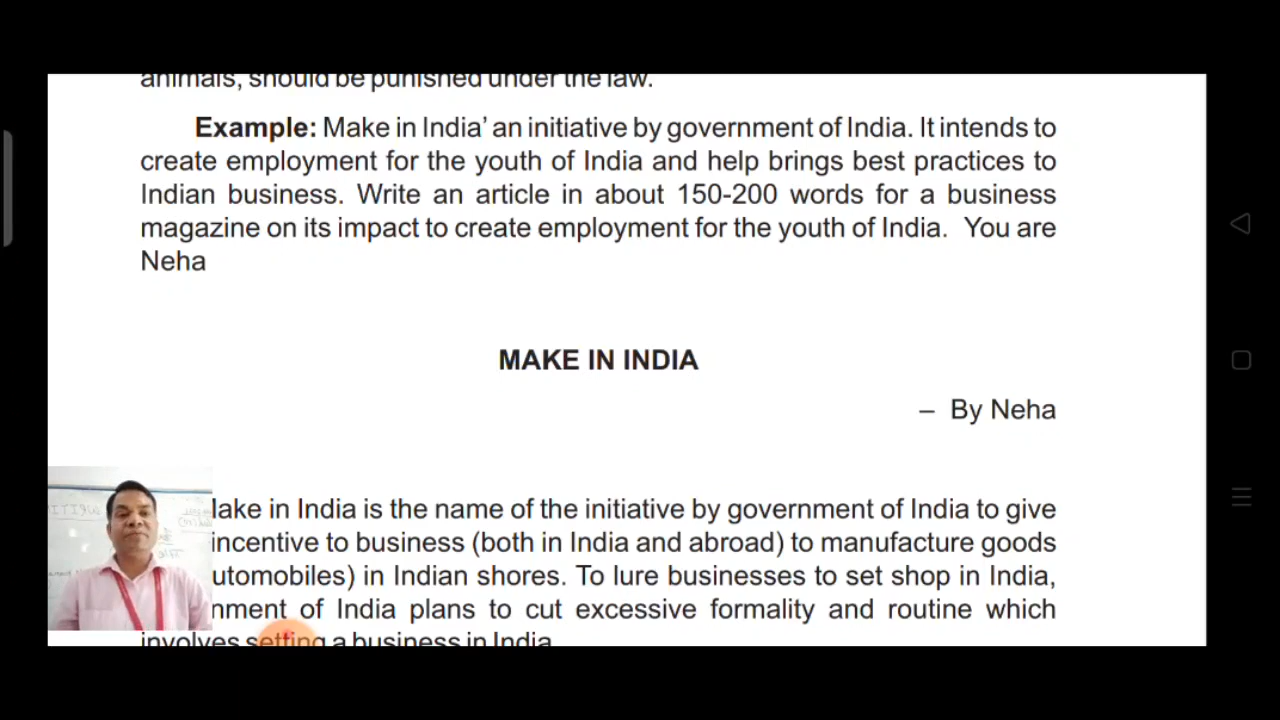 animals, should be punished under the law.
Example: Make in India' an initiative by government of India. It intends to
create employment for the youth of India and help brings best practices to
Indian business. Write an article in about 150-200 words for a business
magazine on its impact to create employment for the youth of India. You are
Neha
MAKE IN INDIA
– By Neha
lake in India is the name of the initiative by government of India to give
incentive to business (both in India and abroad) to manufacture goods
utomobiles) in Indian shores. To lure businesses to set shop in India,
nment of India plans to cut excessive formality and routine which
involves setting a business in India